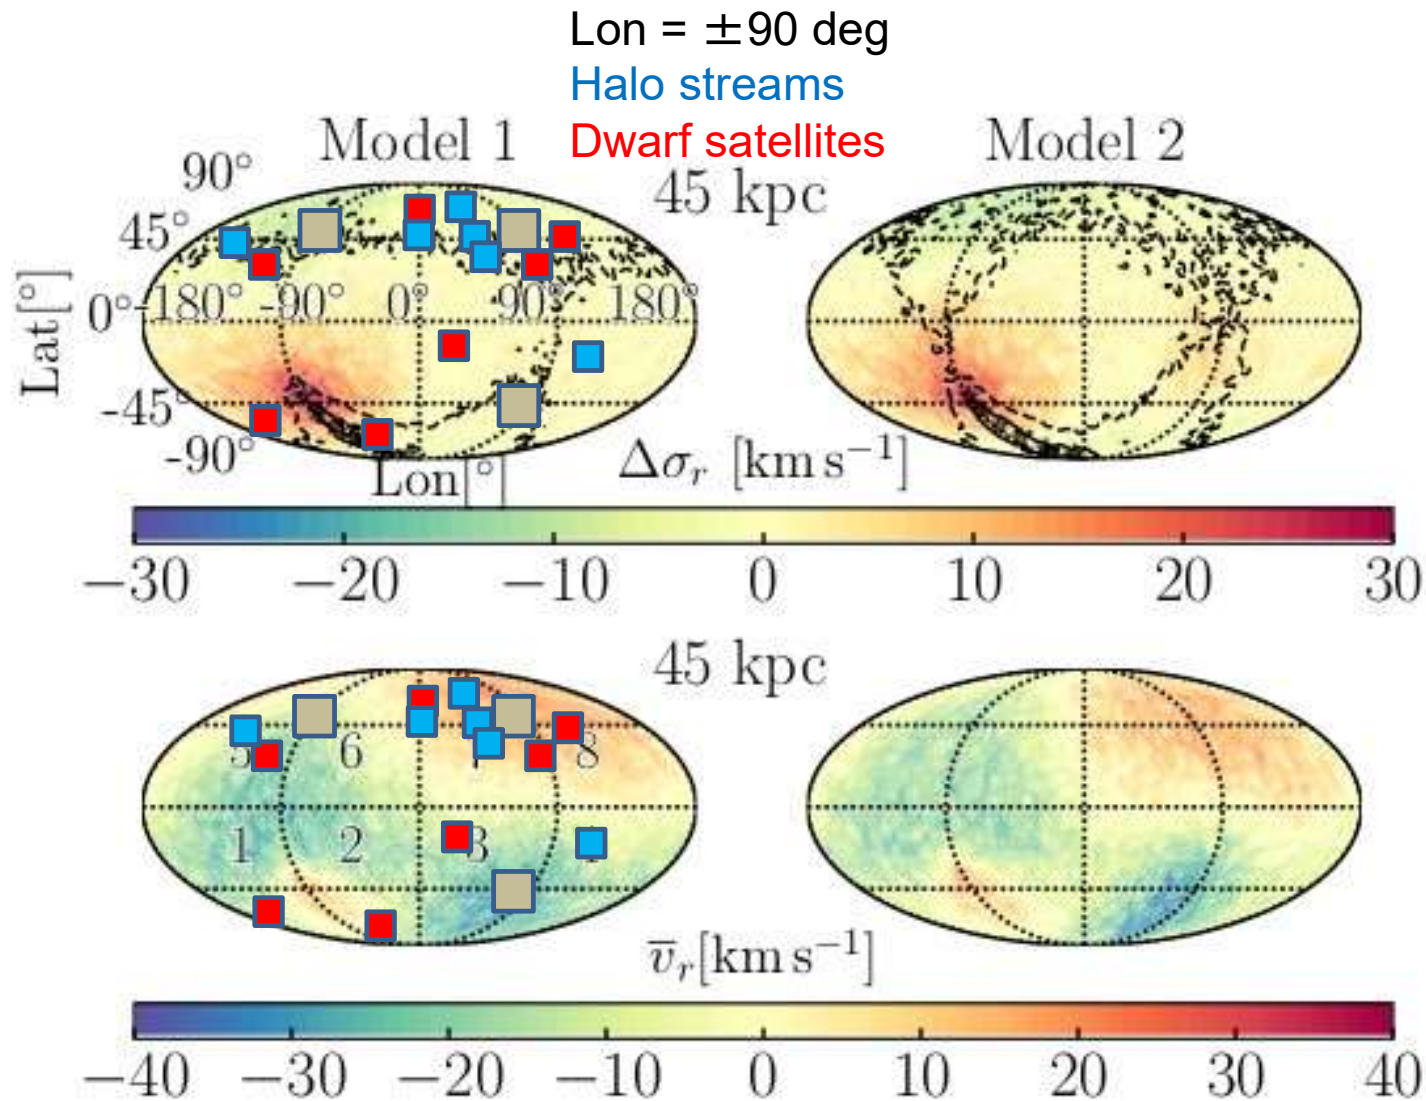 Lon = ±90 deg
Halo streams
Dwarf satellites
Model 1
Model 2
90°
45 kpc
45°
Lat[°]
0°
-180° -90° 0° 90° 180°
-45°
-90°
Lon[°]
Δσr [km s−1]
−30 −20 −10 0 10 20 30
45 kpc
5 6 8
1 2 3
v̅r[km s−1]
−40 −30 −20 −10 0 10 20 30 40